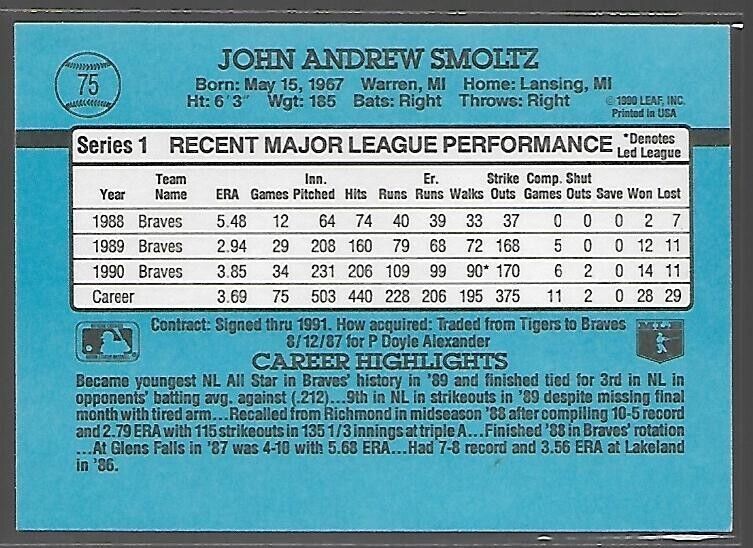 75
JOHN ANDREW SMOLTZ
Born: May 15, 1967 Warren, MI Home: Lansing, MI
Ht: 6'3" Wgt: 185 Bats: Right Throws: Right
© 1990 LEAF, INC.
Printed in USA
Series 1 RECENT MAJOR LEAGUE PERFORMANCE *Denotes Led League
Year Team Name ERA Games Inn. Pitched Hits Runs Er. Runs Walks Strike Outs Comp. Games Shut Outs Save Won Lost
1988 Braves 5.48 12 64 74 40 39 33 37 0 0 0 2 7
1989 Braves 2.94 29 208 160 79 68 72 168 5 0 0 12 11
1990 Braves 3.85 34 231 206 109 99 90* 170 6 2 0 14 11
Career 3.69 75 503 440 228 206 195 375 11 2 0 28 29
Contract: Signed thru 1991. How acquired: Traded from Tigers to Braves
8/12/87 for P Doyle Alexander
CAREER HIGHLIGHTS
Became youngest NL All Star in Braves' history in '89 and finished tied for 3rd in NL in
opponents' batting avg. against (.212)...9th in NL in strikeouts in '89 despite missing final
month with tired arm...Recalled from Richmond in midseason '88 after compiling 10-5 record
and 2.79 ERA with 115 strikeouts in 135 1/3 innings at triple A...Finished '88 in Braves' rotation
...At Glens Falls in '87 was 4-10 with 5.68 ERA...Had 7-8 record and 3.56 ERA at Lakeland
in '86.